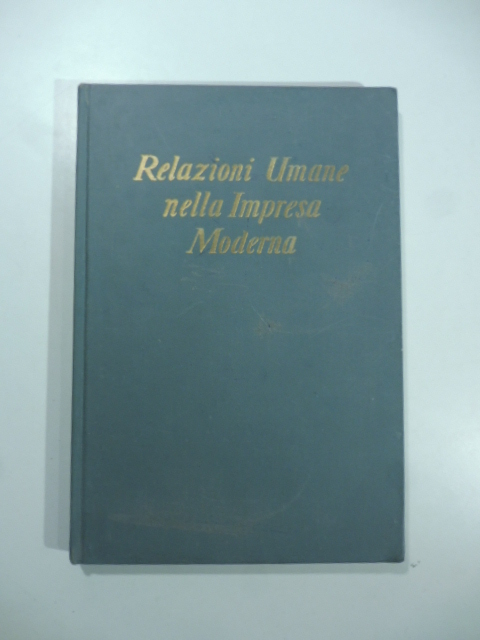 Relazioni Umane
nella Impresa
Moderna